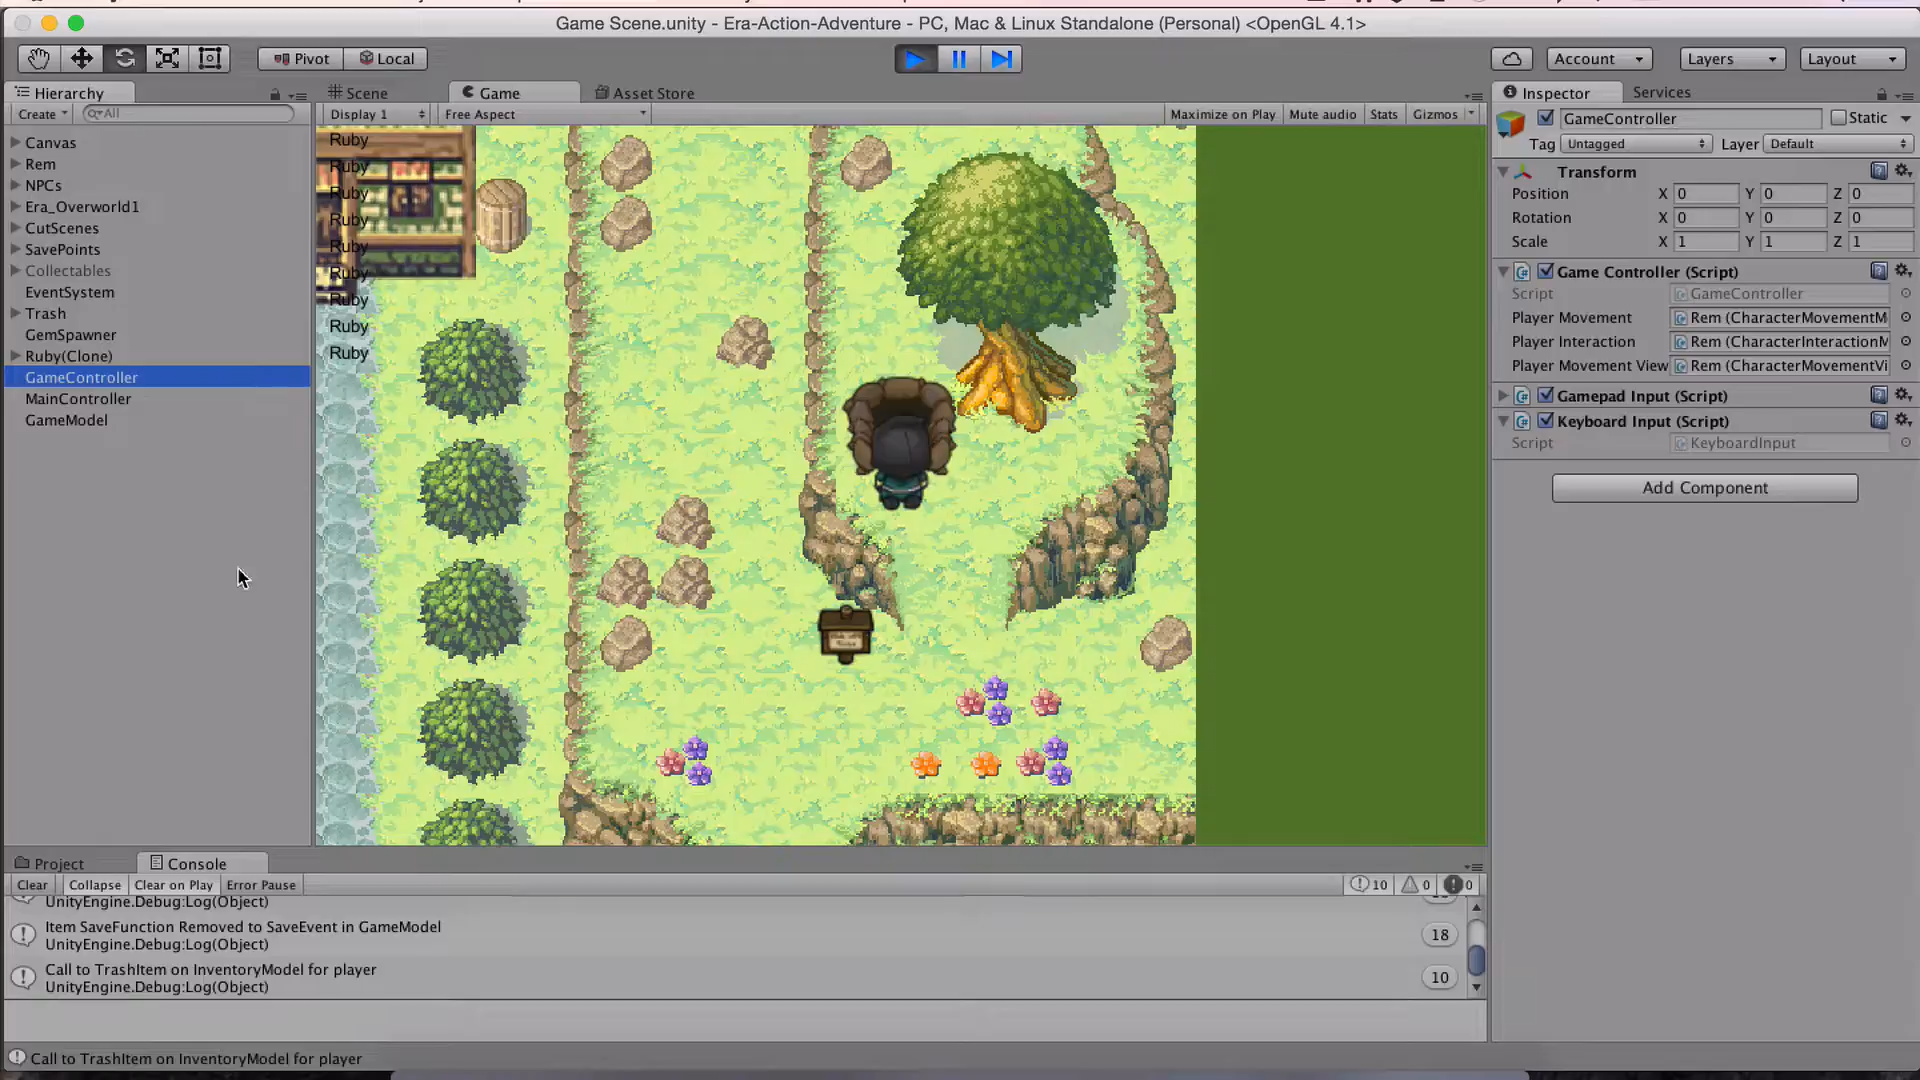 Game Scene.unity - Era-Action-Adventure - PC, Mac & Linux Standalone (Personal) <OpenGL 4.1>
Pivot Local Account Layers Layout
Hierarchy Scene Game Asset Store Inspector Services
Create All Display 1 Free Aspect Maximize on Play Mute audio Stats Gizmos
GameController Static
Tag Untagged Layer Default
Canvas
Rem
NPCs
Era_Overworld1
CutScenes
SavePoints
Collectables
EventSystem
Trash
GemSpawner
Ruby(Clone)
GameController
MainController
GameModel
Ruby
Ruby
Ruby
Ruby
Ruby
Ruby
Ruby
Ruby
Ruby
Transform
Position X 0 Y 0 Z 0
Rotation X 0 Y 0 Z 0
Scale X 1 Y 1 Z 1
Game Controller (Script)
Script GameController
Player Movement Rem (CharacterMovementM
Player Interaction Rem (CharacterInteractionM
Player Movement View Rem (CharacterMovementVi
Gamepad Input (Script)
Keyboard Input (Script)
Script KeyboardInput
Add Component
Project Console
Clear Collapse Clear on Play Error Pause 10 0 0
UnityEngine.Debug:Log(Object)
Item SaveFunction Removed to SaveEvent in GameModel
UnityEngine.Debug:Log(Object) 18
Call to TrashItem on InventoryModel for player
UnityEngine.Debug:Log(Object) 10
Call to TrashItem on InventoryModel for player